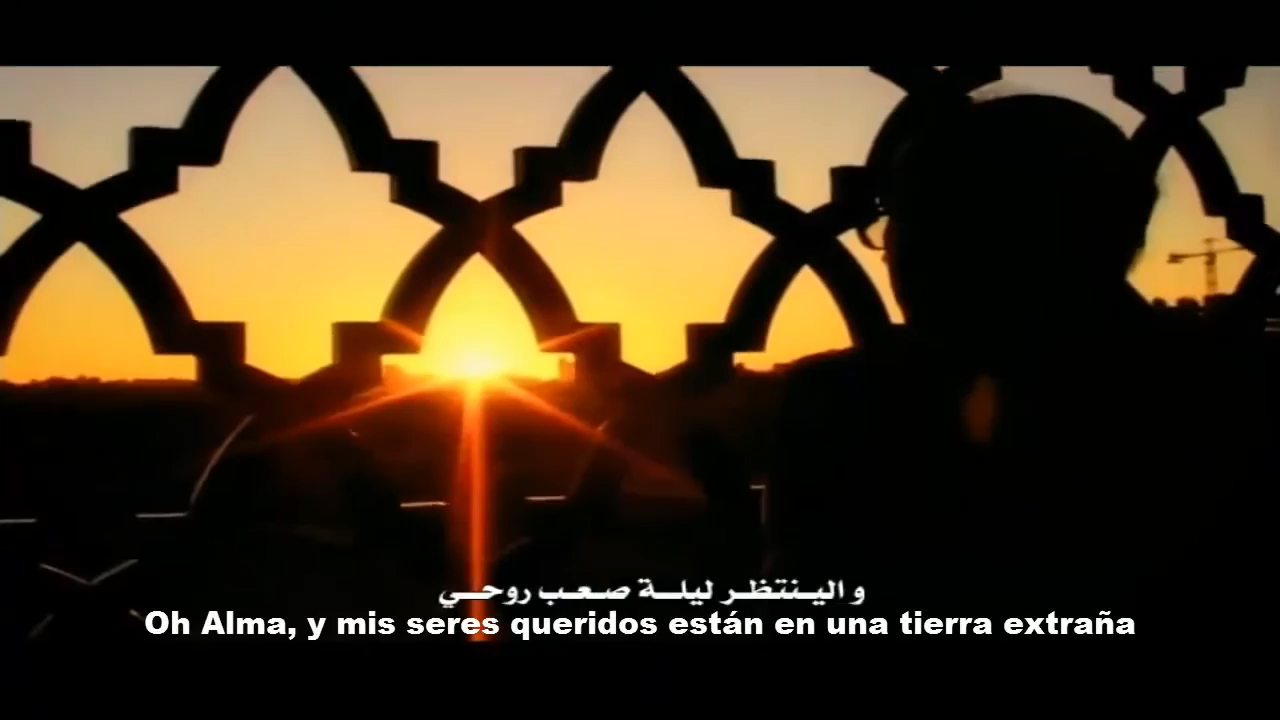 و الينتظر ليلة صعب روحي
Oh Alma, y mis seres queridos están en una tierra extraña